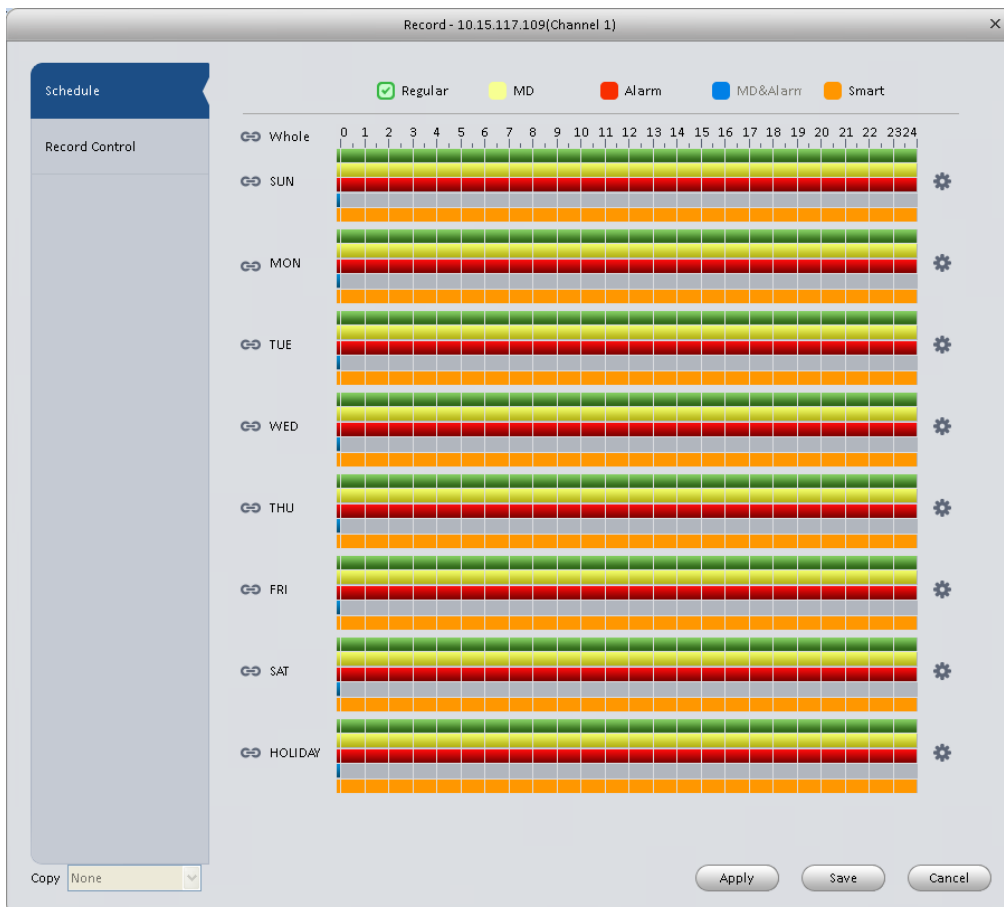 Record - 10.15.117.109(Channel 1)
Schedule
Record Control
Regular MD Alarm MD&Alarm Smart
Whole 0 1 2 3 4 5 6 7 8 9 10 11 12 13 14 15 16 17 18 19 20 21 22 2324
SUN
MON
TUE
WED
THU
FRI
SAT
HOLIDAY
Copy None
Apply Save Cancel